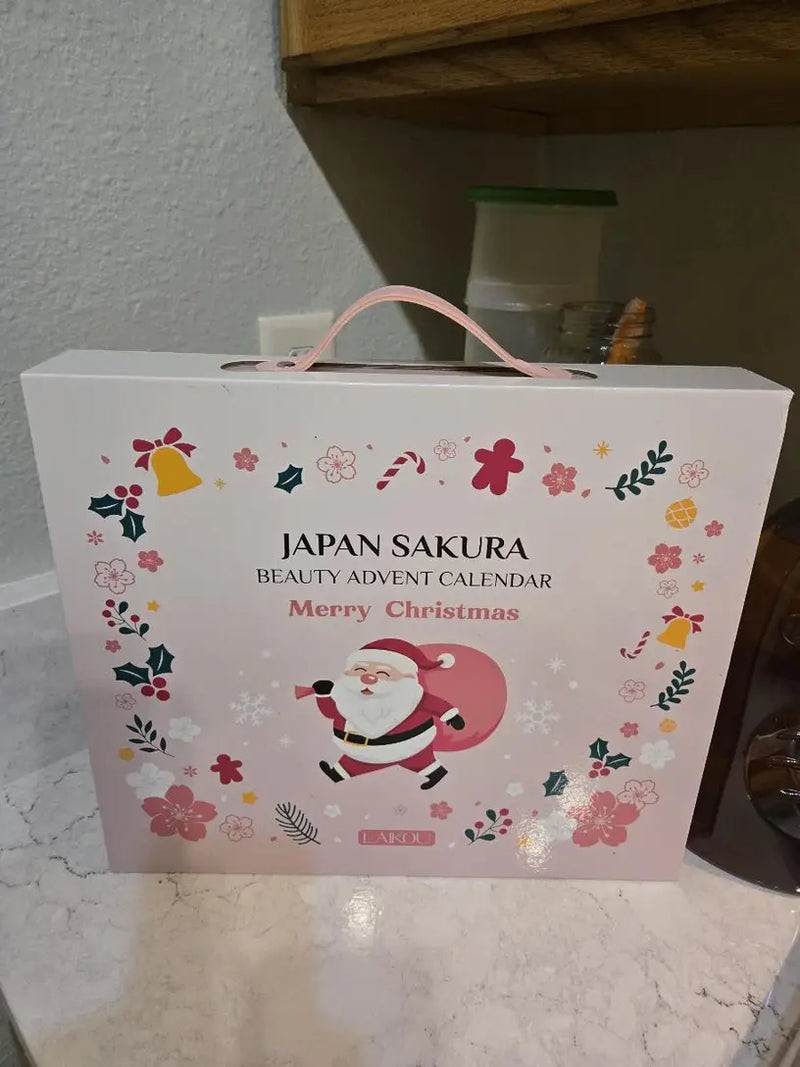 JAPAN SAKURA
BEAUTY ADVENT CALENDAR
Merry Christmas
LAIKOU